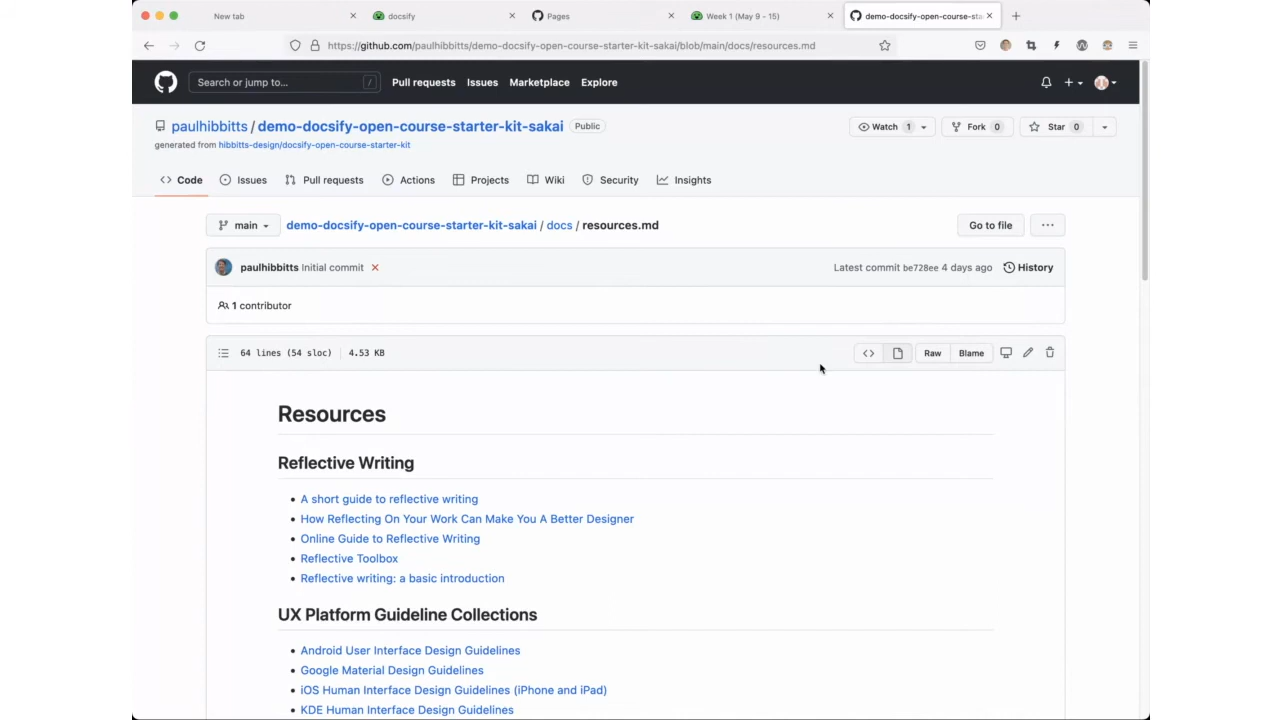 New tab
docsify
Pages
Week 1 (May 9 - 15)
demo-docsify-open-course-sta
https://github.com/paulhibbitts/demo-docsify-open-course-starter-kit-sakai/blob/main/docs/resources.md
Search or jump to... /
Pull requests Issues Marketplace Explore
paulhibbitts / demo-docsify-open-course-starter-kit-sakai Public
Watch 1 Fork 0 Star 0
generated from hibbitts-design/docsify-open-course-starter-kit
Code Issues Pull requests Actions Projects Wiki Security Insights
main demo-docsify-open-course-starter-kit-sakai / docs / resources.md Go to file ...
paulhibbitts Initial commit Latest commit be728ee 4 days ago History
1 contributor
64 lines (54 sloc) 4.53 KB Raw Blame
Resources
Reflective Writing
A short guide to reflective writing
How Reflecting On Your Work Can Make You A Better Designer
Online Guide to Reflective Writing
Reflective Toolbox
Reflective writing: a basic introduction
UX Platform Guideline Collections
Android User Interface Design Guidelines
Google Material Design Guidelines
iOS Human Interface Design Guidelines (iPhone and iPad)
KDE Human Interface Design Guidelines